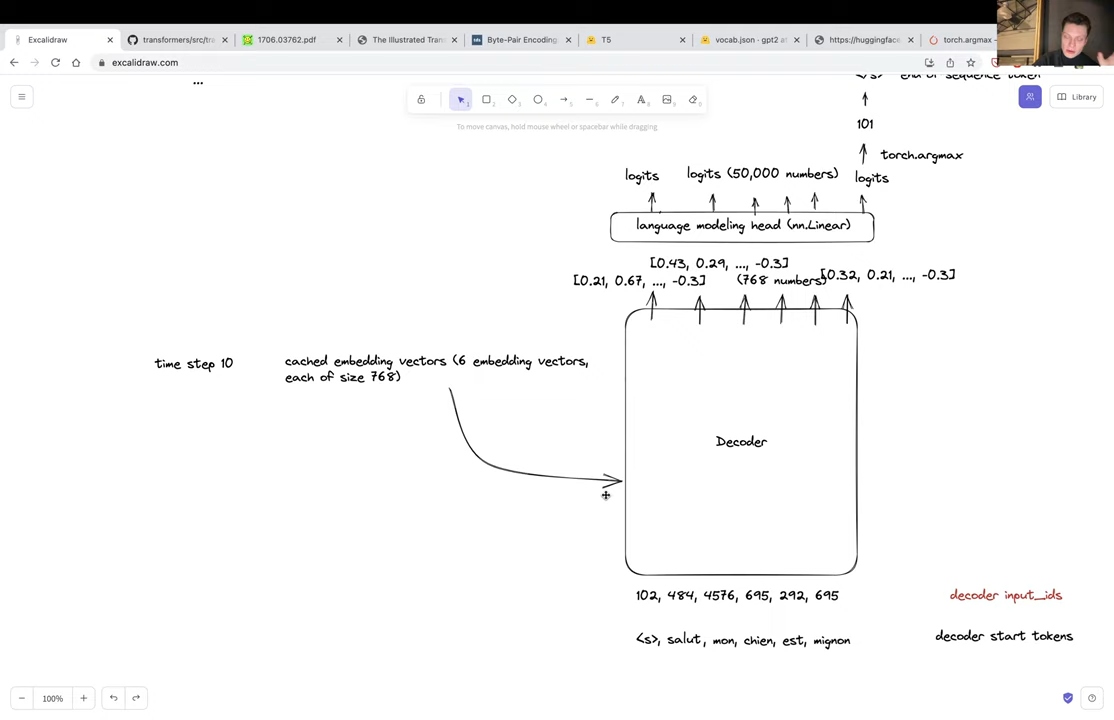 Excalidraw
transformers/src/tra
1706.03762.pdf
The Illustrated Tran
Byte-Pair Encoding
T5
vocab.json · gpt2 at
https://huggingface
torch.argmax
excalidraw.com
...
</s> end of sequence token
Library
To move canvas, hold mouse wheel or spacebar while dragging
101
torch.argmax
logits
logits (50,000 numbers)
logits
language modeling head (nn.Linear)
[0.43, 0.29, ..., -0.3]
[0.21, 0.67, ..., -0.3]
(768 numbers)
[0.32, 0.21, ..., -0.3]
time step 10
cached embedding vectors (6 embedding vectors,
each of size 768)
Decoder
102, 484, 4576, 695, 292, 695
decoder input_ids
<s>, salut, mon, chien, est, mignon
decoder start tokens
100%